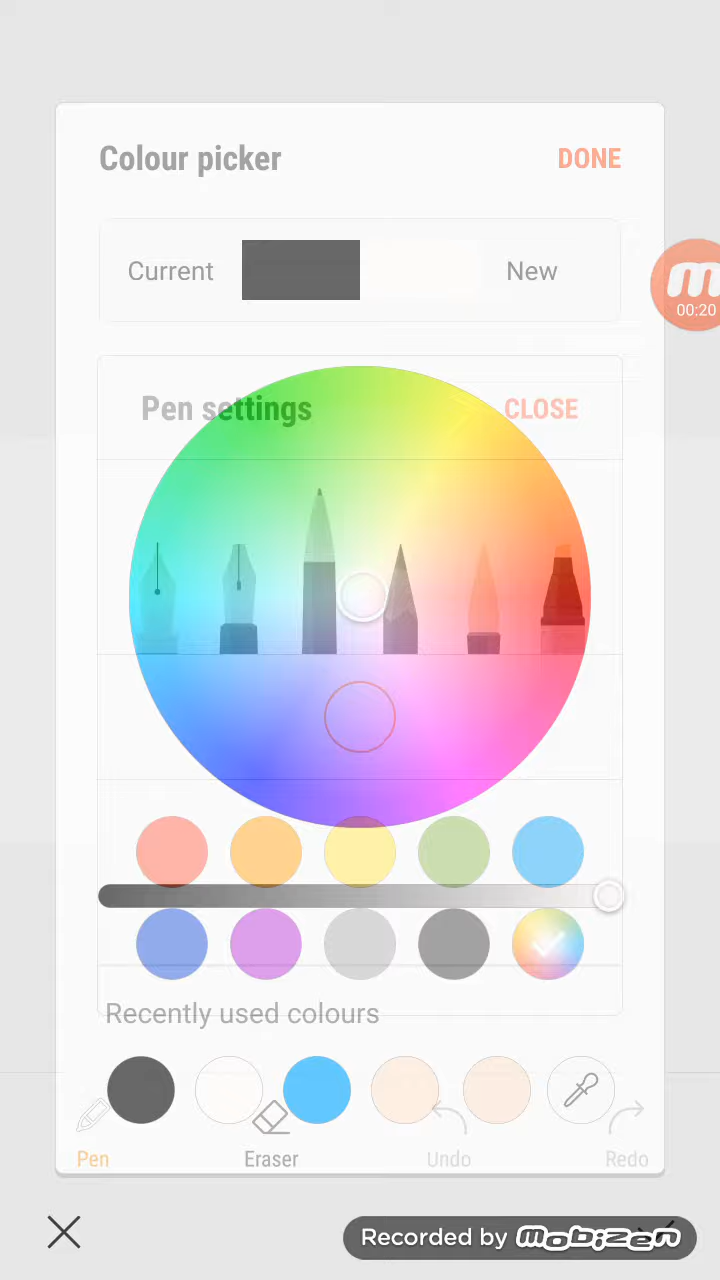 Colour picker
DONE
Current
New
m
00:20
Pen settings
CLOSE
Recently used colours
Pen
Eraser
Undo
Redo
Recorded by mobizen